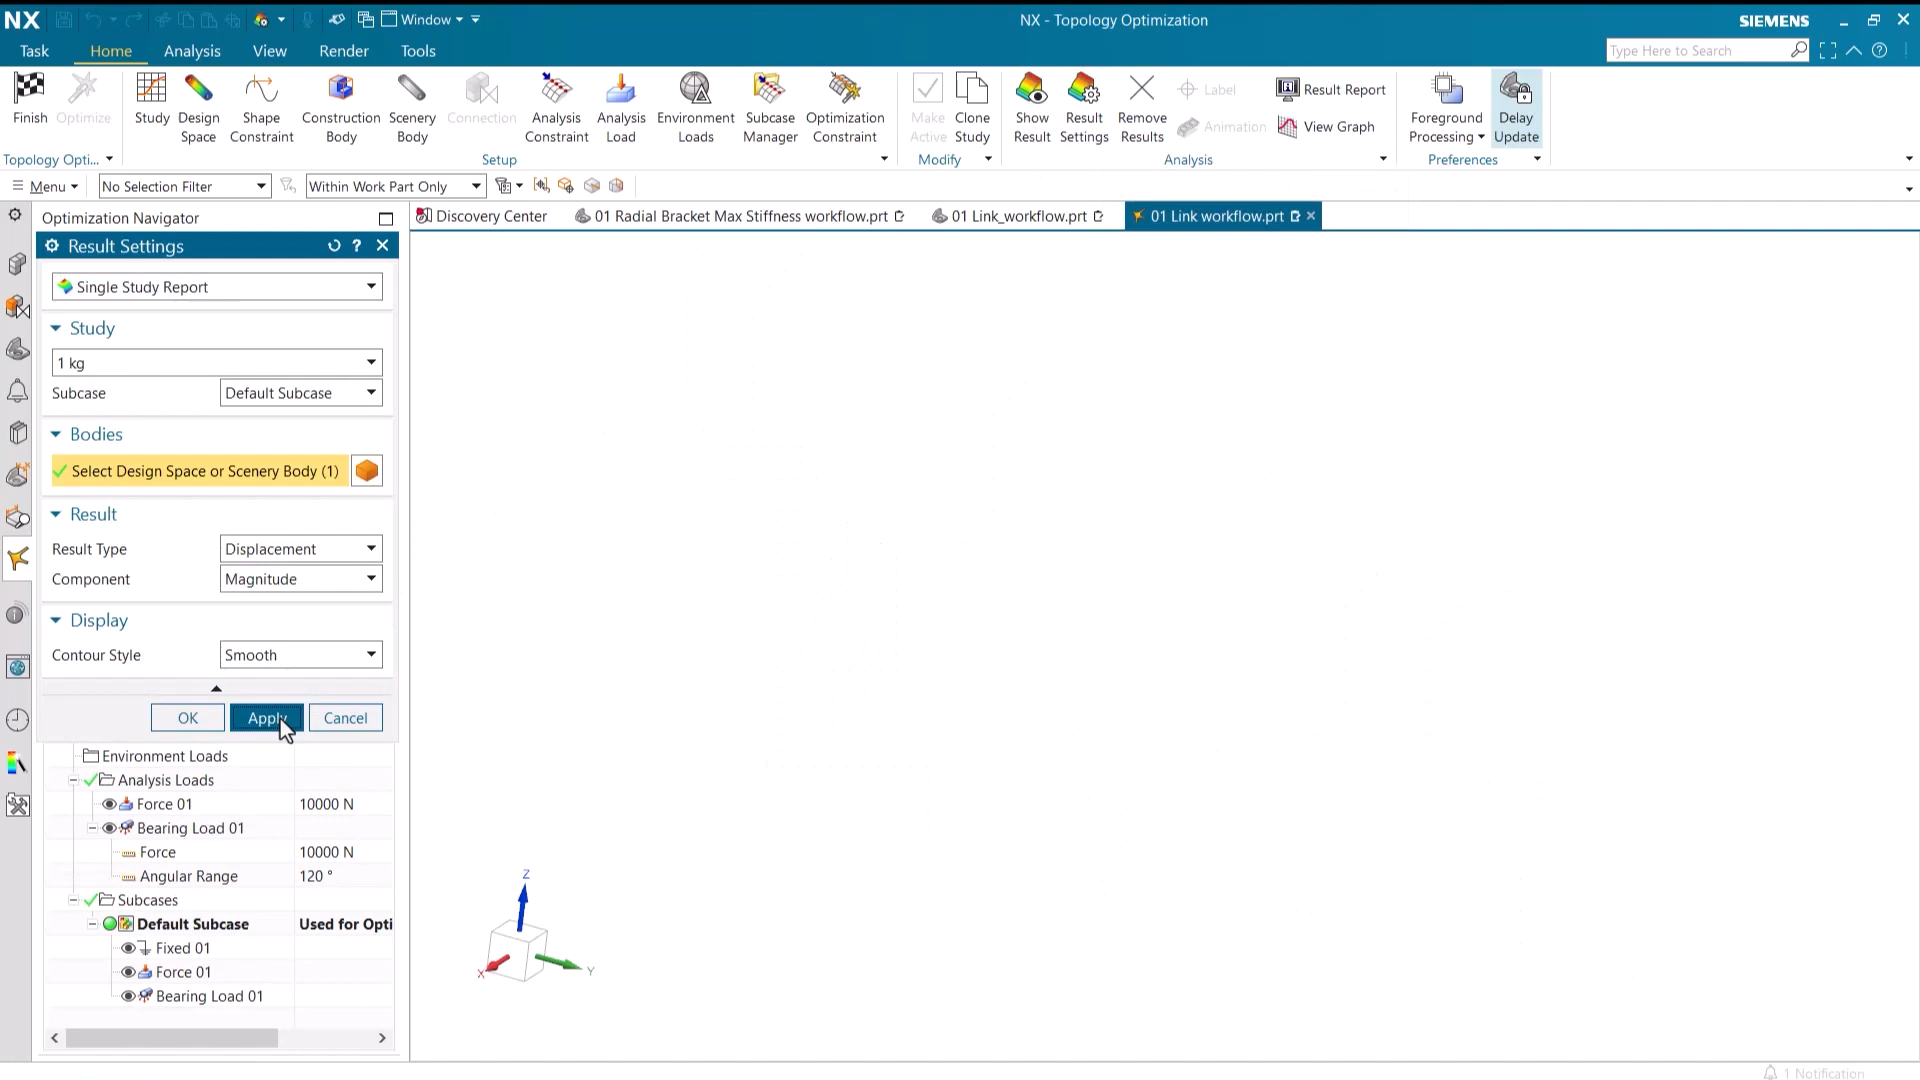 NX
Window
NX - Topology Optimization
SIEMENS
Task
Home
Analysis
View
Render
Tools
Type Here to Search
Finish
Optimize
Topology Opti...
Study
Design Space
Shape Constraint
Construction Body
Scenery Body
Connection
Analysis Constraint
Analysis Load
Environment Loads
Subcase Manager
Optimization Constraint
Setup
Make Active
Clone Study
Modify
Show Result
Result Settings
Remove Results
Label
Animation
Result Report
View Graph
Analysis
Foreground Processing
Delay Update
Preferences
Menu
No Selection Filter
Within Work Part Only
Optimization Navigator
Discovery Center
01 Radial Bracket Max Stiffness workflow.prt
01 Link_workflow.prt
01 Link workflow.prt
Result Settings
Single Study Report
Study
1 kg
Subcase
Default Subcase
Bodies
Select Design Space or Scenery Body (1)
Result
Result Type
Displacement
Component
Magnitude
Display
Contour Style
Smooth
OK
Apply
Cancel
Environment Loads
Analysis Loads
Force 01
10000 N
Bearing Load 01
Force
10000 N
Angular Range
120 °
Subcases
Default Subcase
Used for Opti
Fixed 01
Force 01
Bearing Load 01
Z
X
Y
1 Notification